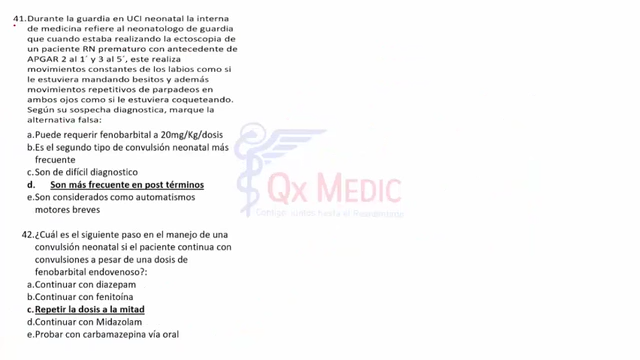 41.Durante la guardia en UCI neonatal la interna
de medicina refiere al neonatologo de guardia
que cuando estaba realizando la ectoscopia de
un paciente RN prematuro con antecedente de
APGAR 2 al 1´ y 3 al 5´, este realiza
movimientos constantes de los labios como si
le estuviera mandando besitos y además
movimientos repetitivos de parpadeos en
ambos ojos como si le estuviera coqueteando.
Según su sospecha diagnostica, marque la
alternativa falsa:
a.Puede requerir fenobarbital a 20mg/Kg/dosis
b.Es el segundo tipo de convulsión neonatal más
frecuente
c.Son de difícil diagnostico
d. Son más frecuente en post términos
e.Son considerados como automatismos
motores breves
42.¿Cuál es el siguiente paso en el manejo de una
convulsión neonatal si el paciente continua con
convulsiones a pesar de una dosis de
fenobarbital endovenoso?:
a.Continuar con diazepam
b.Continuar con fenitoína
c.Repetir la dosis a la mitad
d.Continuar con Midazolam
e.Probar con carbamazepina vía oral
Qx MEDIC